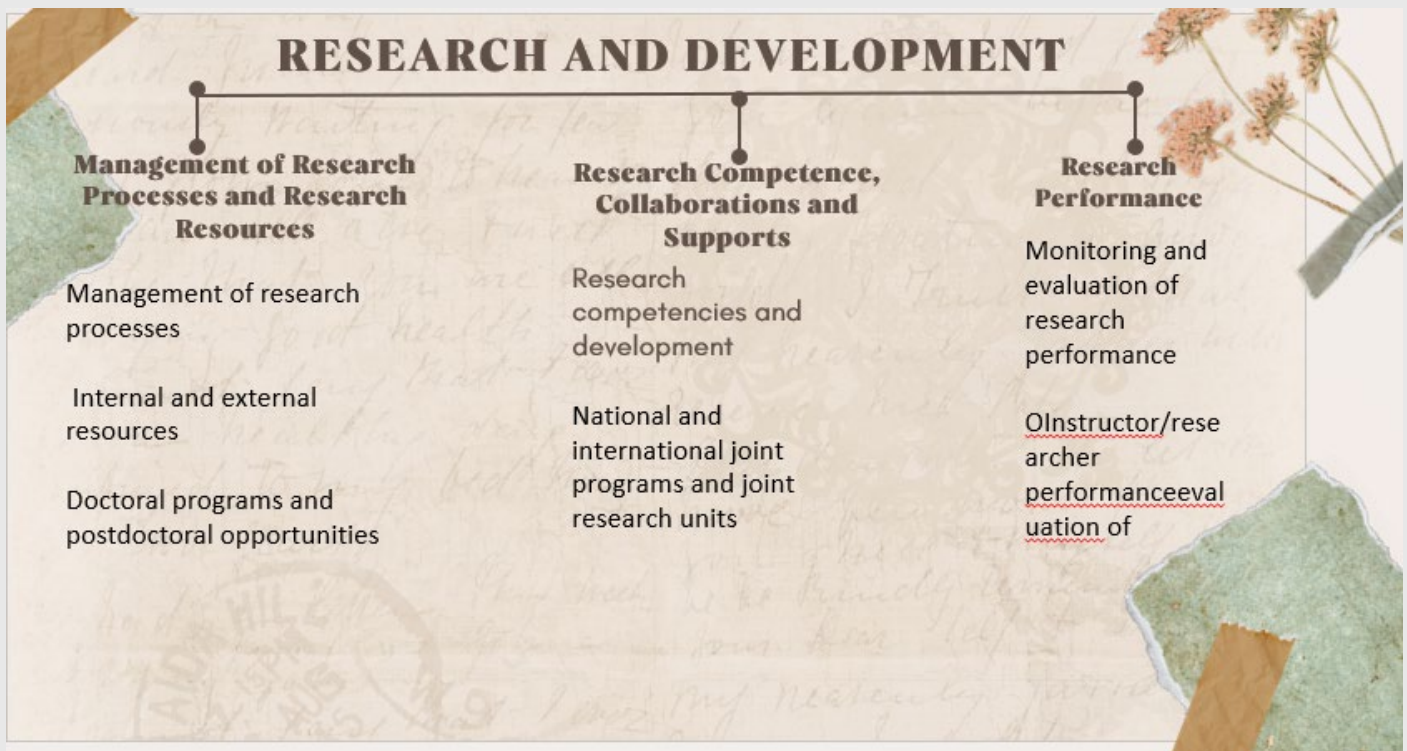 RESEARCH AND DEVELOPMENT
Management of Research
Processes and Research
Resources
Management of research
processes
Internal and external
resources
Doctoral programs and
postdoctoral opportunities
Research Competence,
Collaborations and
Supports
Research
competencies and
development
National and
international joint
programs and joint
research units
Research
Performance
Monitoring and
evaluation of
research
performance
OInstructor/rese
archer
performanceeval
uation of